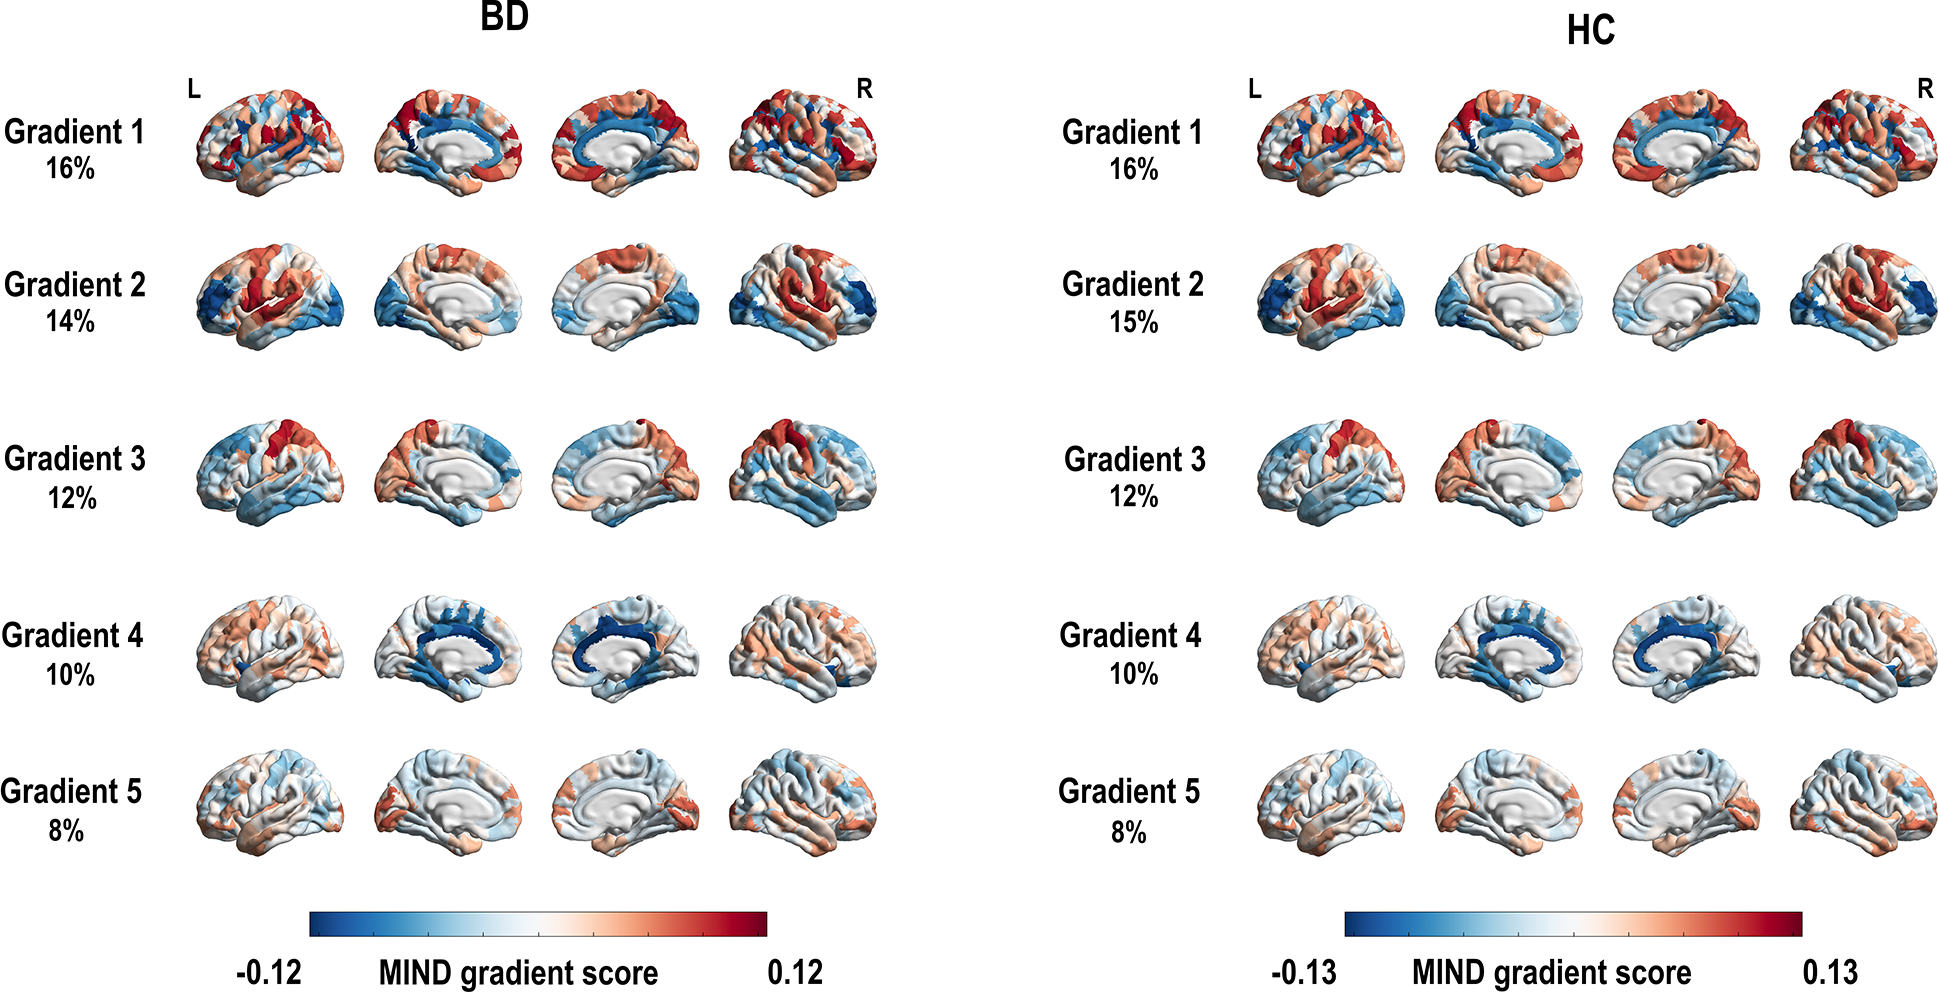 BD
L
R
Gradient 1
16%
Gradient 2
14%
Gradient 3
12%
Gradient 4
10%
Gradient 5
8%
-0.12 MIND gradient score 0.12
HC
L
R
Gradient 1
16%
Gradient 2
15%
Gradient 3
12%
Gradient 4
10%
Gradient 5
8%
-0.13 MIND gradient score 0.13